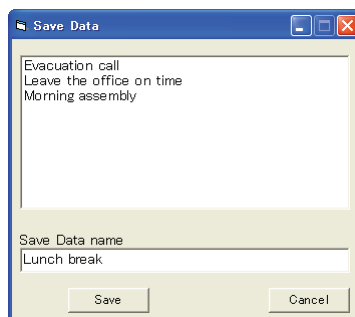 Save Data
Evacuation call
Leave the office on time
Morning assembly
Save Data name
Lunch break
Save Cancel